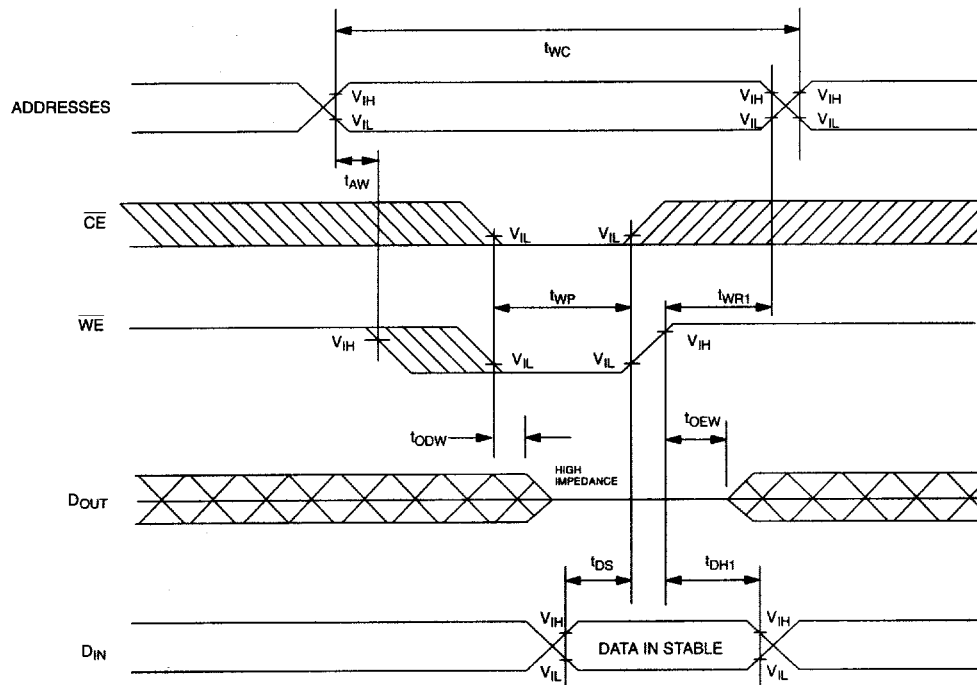 tWC
ADDRESSES
VIH
VIL
VIH
VIL
VIH
VIL
tAW
CE
VIL
VIL
tWP
tWR1
WE
VIH
VIL
VIL
VIH
tODW
tOEW
HIGH
IMPEDANCE
DOUT
tDS
tDH1
DIN
VIH
VIL
DATA IN STABLE
VIH
VIL